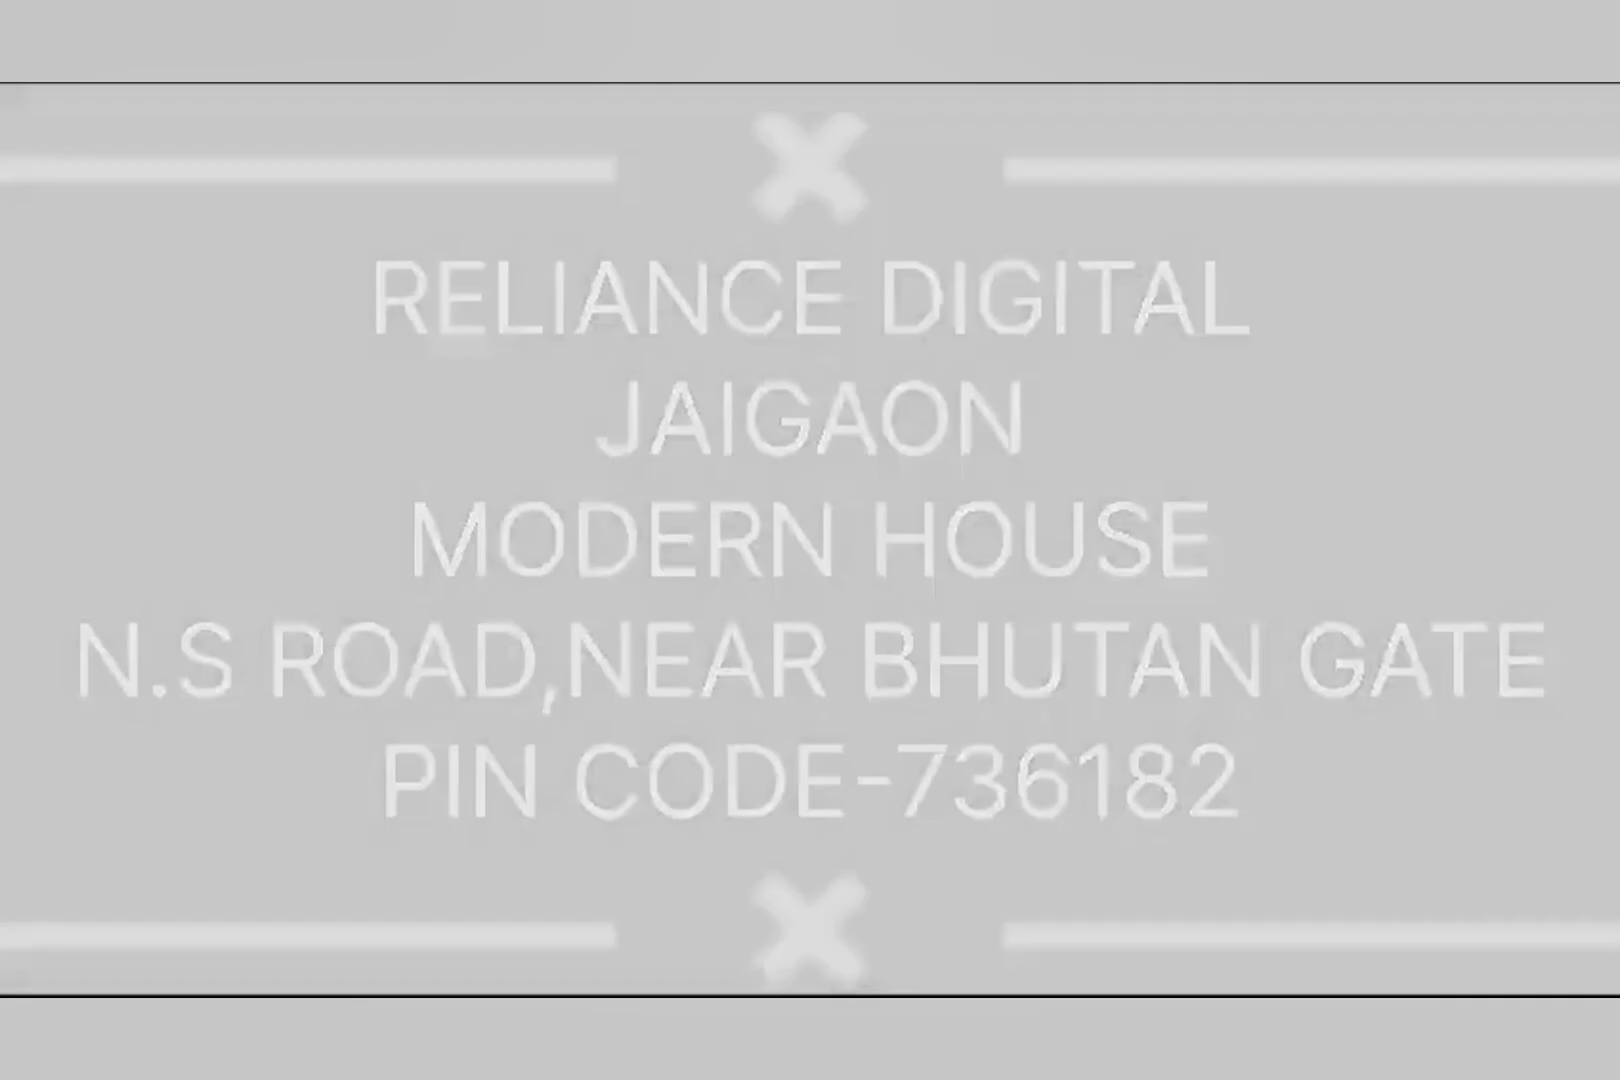 RELIANCE DIGITAL
JAIGAON
MODERN HOUSE
N.S ROAD,NEAR BHUTAN GATE
PIN CODE-736182